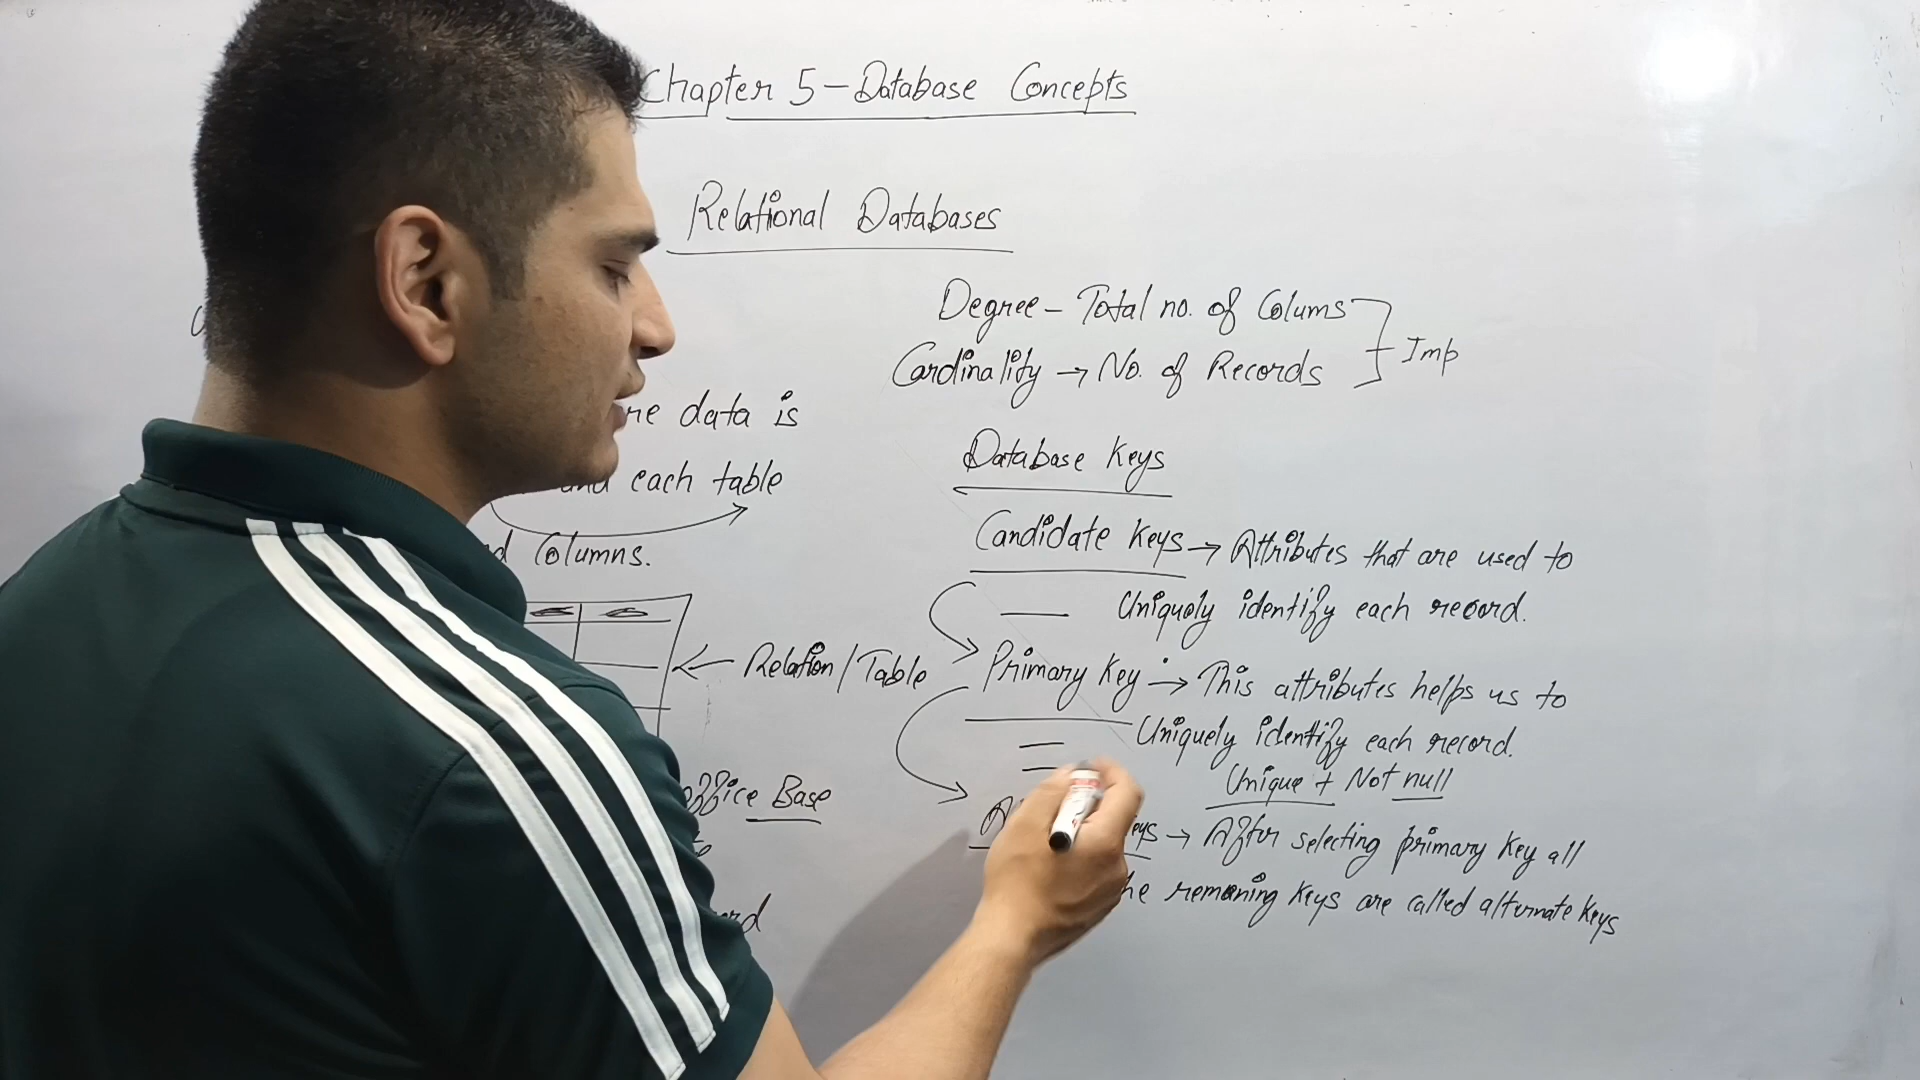 Chapter 5 – Database Concepts
Relational Databases
data is
each table
Columns.
Relation / Table
Base
Degree – Total no. of Colums
Cardinality → No. of Records
Imp
Database Keys
Candidate Keys → Attributes that are used to
Uniquely identify each record.
Primary Key → This attributes helps us to
Uniquely identify each record.
Unique + Not null
→ After selecting primary Key all
remaning Keys are called alternate Keys